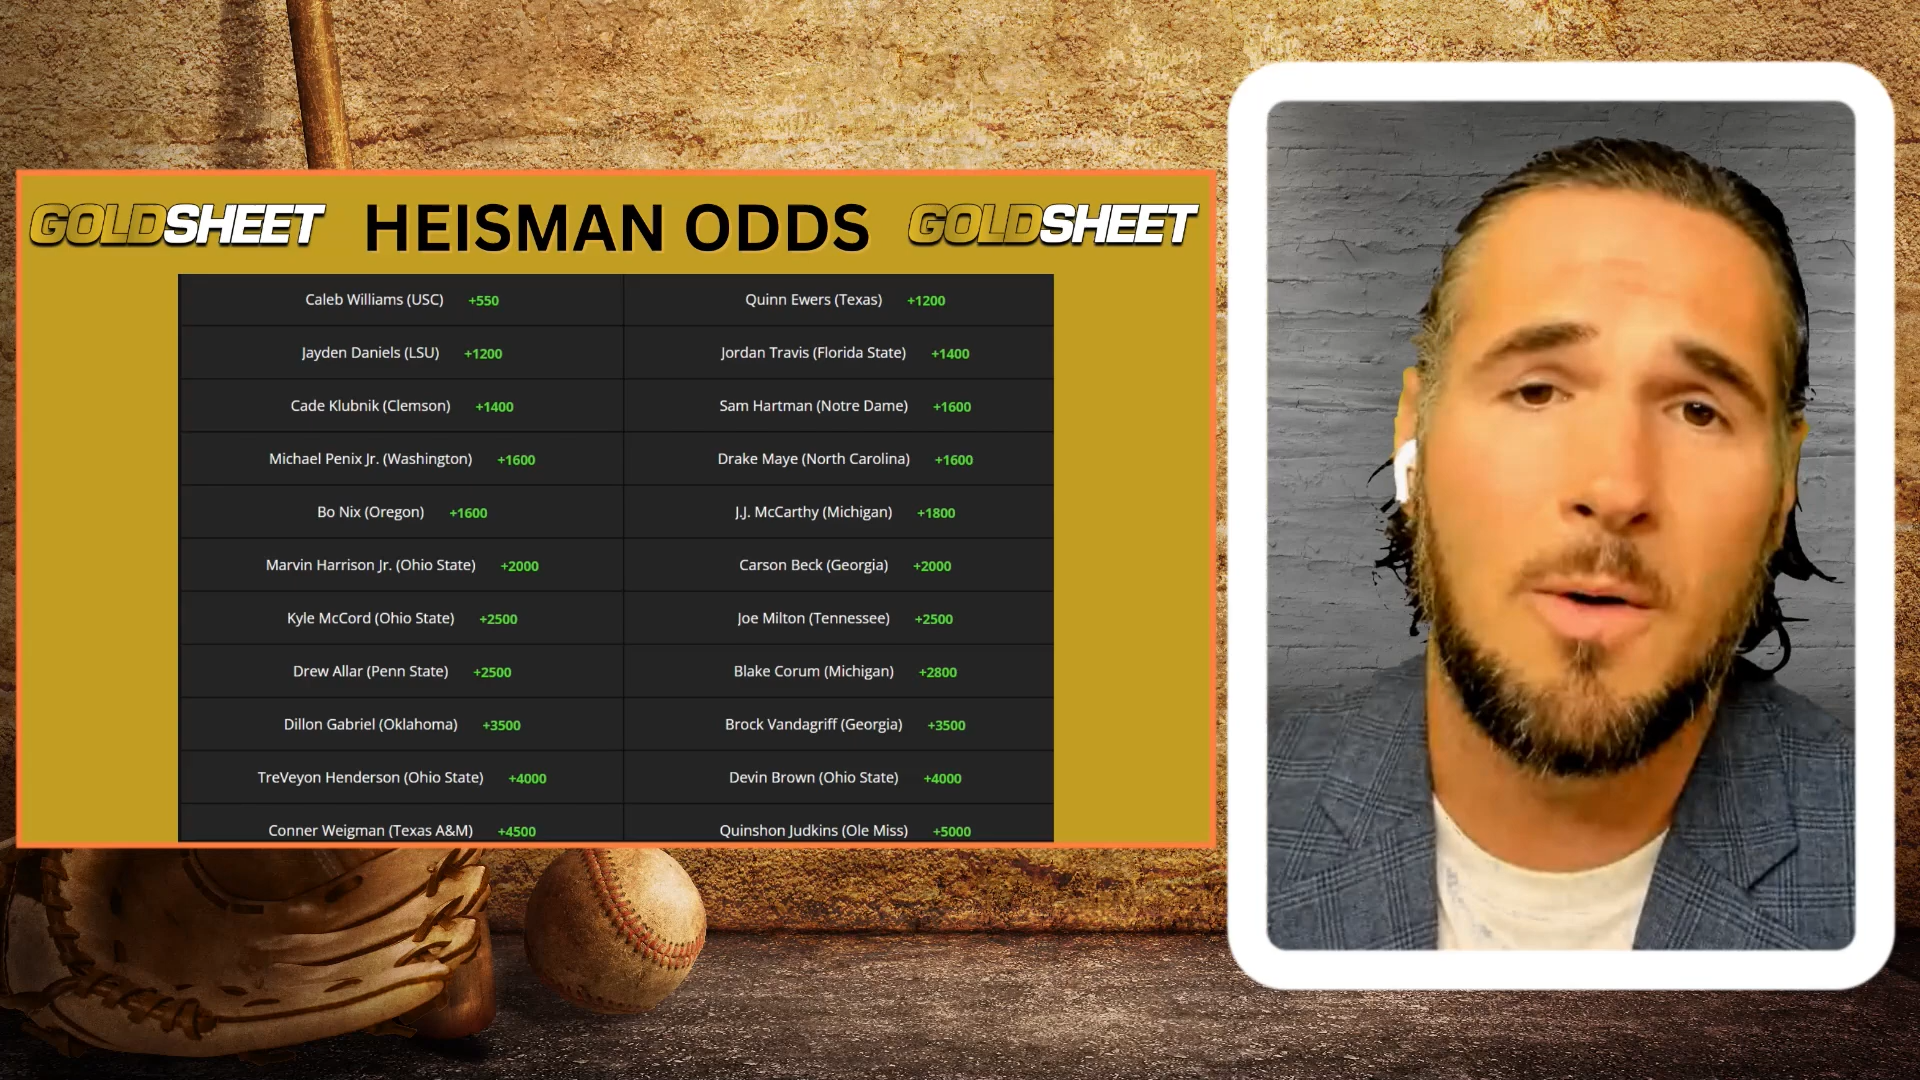 GOLDSHEET HEISMAN ODDS GOLDSHEET
Caleb Williams (USC) +550 Quinn Ewers (Texas) +1200
Jayden Daniels (LSU) +1200 Jordan Travis (Florida State) +1400
Cade Klubnik (Clemson) +1400 Sam Hartman (Notre Dame) +1600
Michael Penix Jr. (Washington) +1600 Drake Maye (North Carolina) +1600
Bo Nix (Oregon) +1600 J.J. McCarthy (Michigan) +1800
Marvin Harrison Jr. (Ohio State) +2000 Carson Beck (Georgia) +2000
Kyle McCord (Ohio State) +2500 Joe Milton (Tennessee) +2500
Drew Allar (Penn State) +2500 Blake Corum (Michigan) +2800
Dillon Gabriel (Oklahoma) +3500 Brock Vandagriff (Georgia) +3500
TreVeyon Henderson (Ohio State) +4000 Devin Brown (Ohio State) +4000
Conner Weigman (Texas A&M) +4500 Quinshon Judkins (Ole Miss) +5000